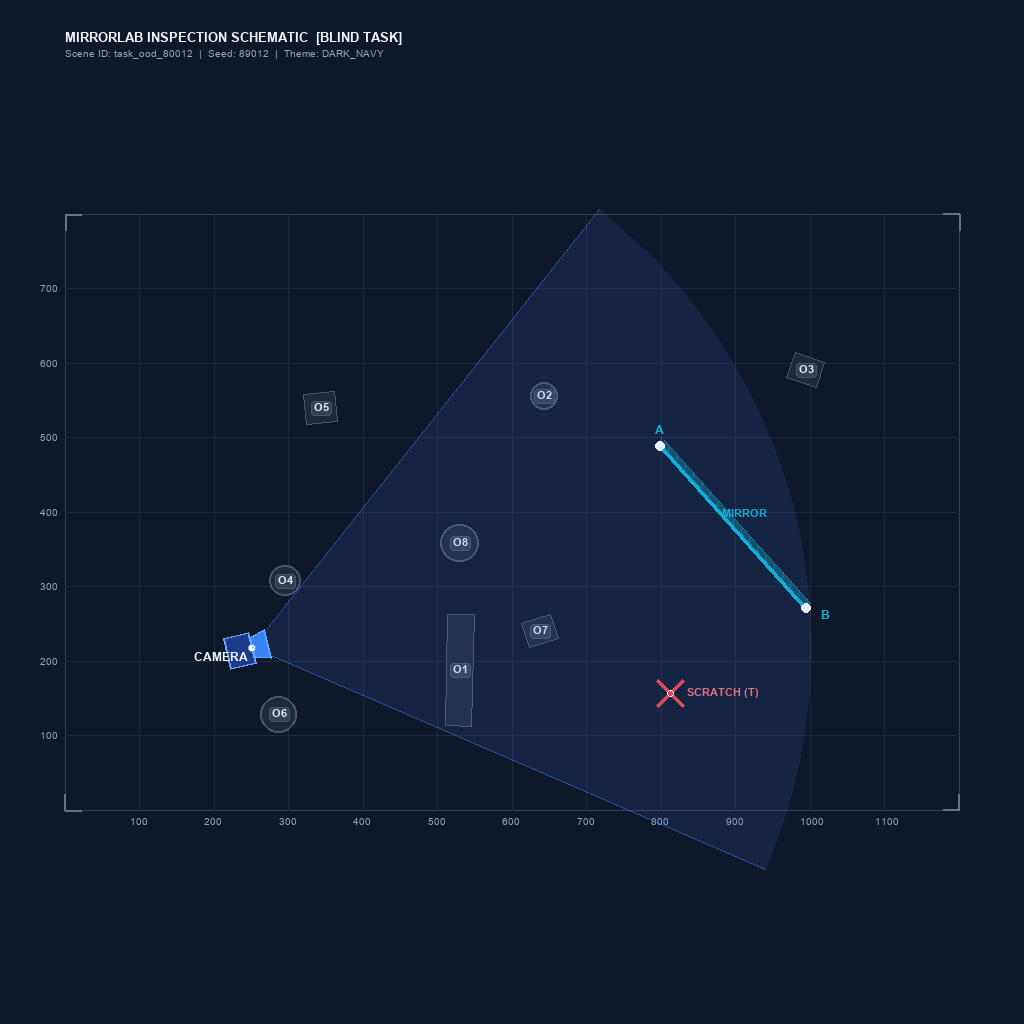 MIRRORLAB INSPECTION SCHEMATIC [BLIND TASK]
Scene ID: task_ood_80012 | Seed: 89012 | Theme: DARK_NAVY
700
600
500
400
300
200
100
100
200
300
400
500
600
700
800
900
1000
1100
O3
O2
O5
A
MIRROR
O8
O4
B
O7
CAMERA
O1
SCRATCH (T)
O6